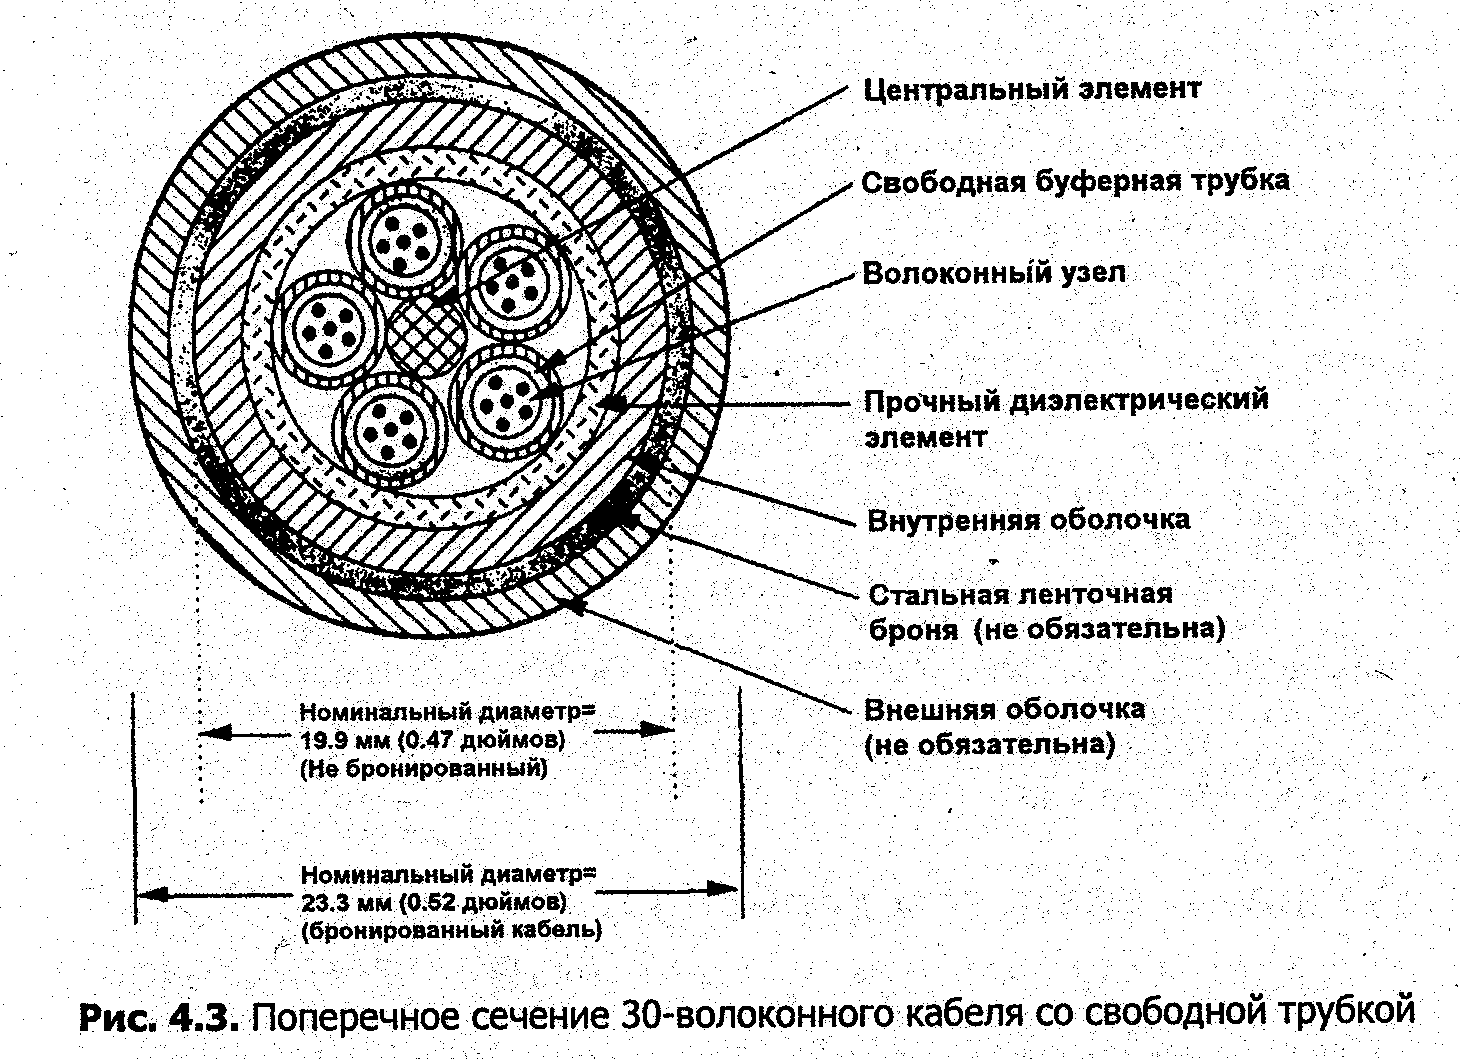 Центральный элемент
Свободная буферная трубка
Волоконный узел
Прочный диэлектрический
элемент
Внутренняя оболочка
Стальная ленточная
броня (не обязательна)
Внешняя оболочка
(не обязательна)
Номинальный диаметр=
19.9 мм (0.47 дюймов)
(Не бронированный)
Номинальный диаметр=
23.3 мм (0.52 дюймов)
(бронированный кабель)
Рис. 4.3. Поперечное сечение 30-волоконного кабеля со свободной трубкой